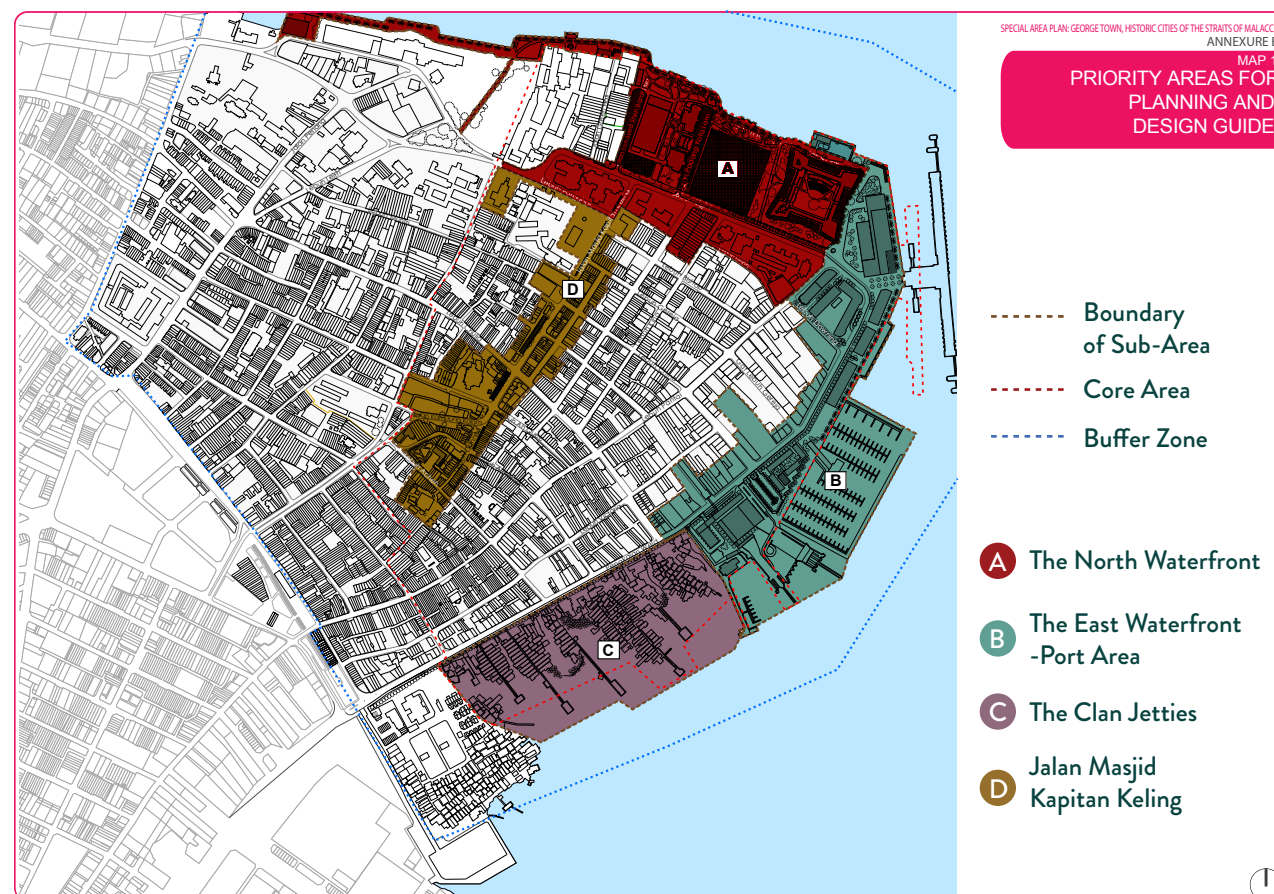 SPECIAL AREA PLAN: GEORGE TOWN, HISTORIC CITIES OF THE STRAITS OF MALACC
ANNEXURE
MAP 1
PRIORITY AREAS FOR
PLANNING AND
DESIGN GUIDE
A
D
B
C
Boundary
of Sub-Area
Core Area
Buffer Zone
A The North Waterfront
B The East Waterfront
-Port Area
C The Clan Jetties
D Jalan Masjid
Kapitan Keling